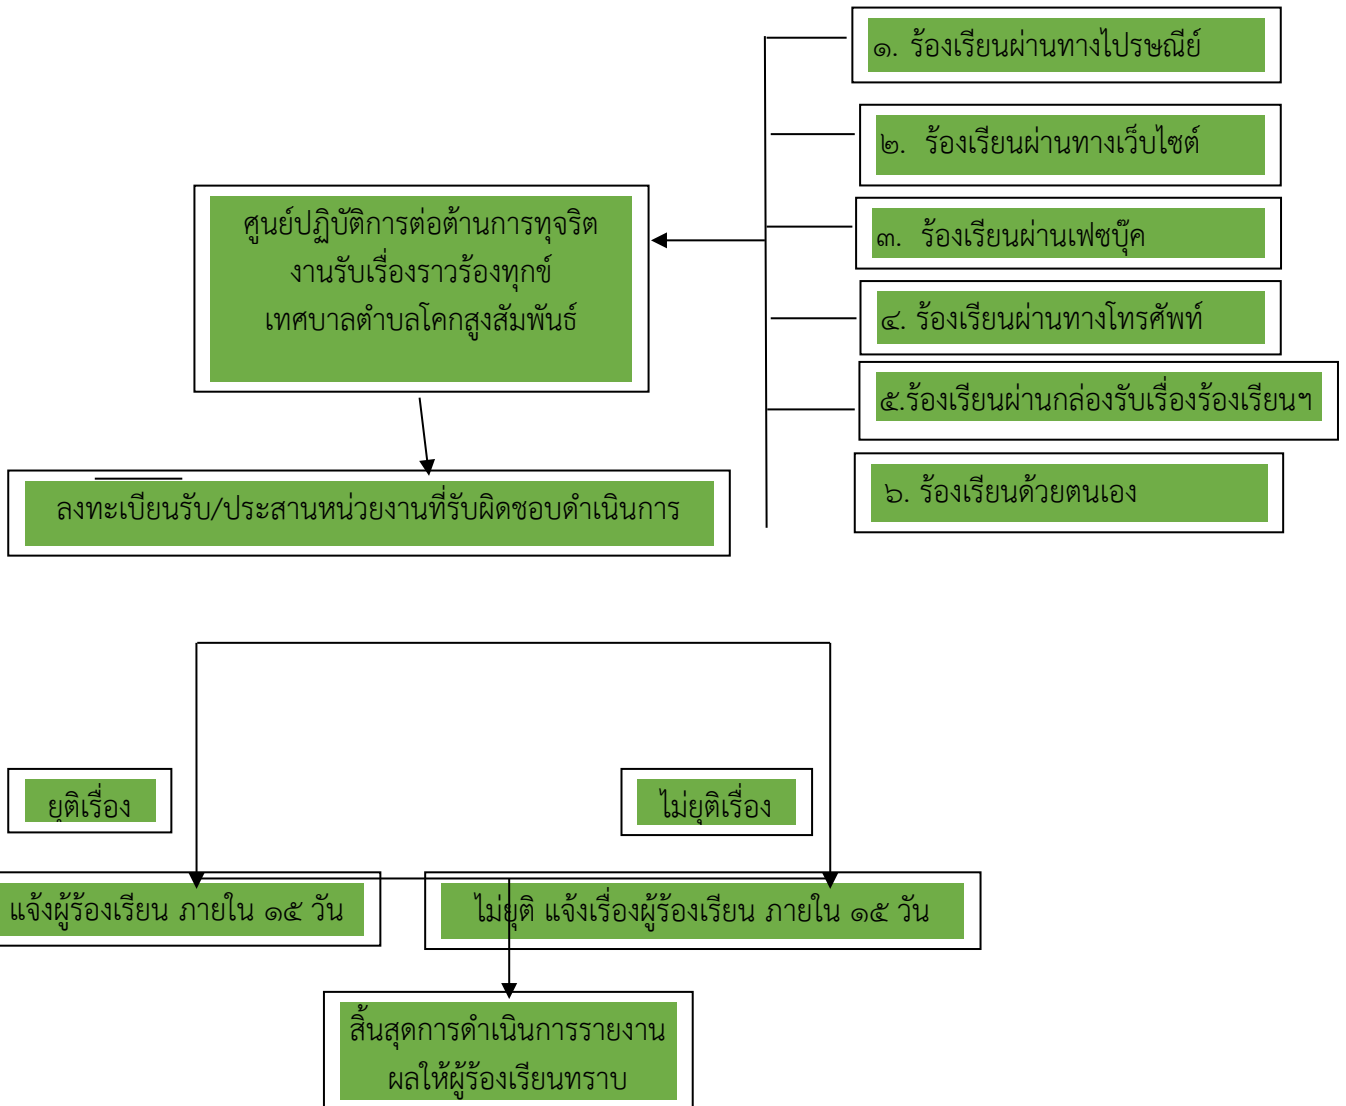 ๑. ร้องเรียนผ่านทางไปรษณีย์
๒. ร้องเรียนผ่านทางเว็บไซต์
๓. ร้องเรียนผ่านเฟซบุ๊ค
๔. ร้องเรียนผ่านทางโทรศัพท์
๕.ร้องเรียนผ่านกล่องรับเรื่องร้องเรียนฯ
๖. ร้องเรียนด้วยตนเอง
ศูนย์ปฏิบัติการต่อต้านการทุจริต
งานรับเรื่องราวร้องทุกข์
เทศบาลตำบลโคกสูงสัมพันธ์
ลงทะเบียนรับ/ประสานหน่วยงานที่รับผิดชอบดำเนินการ
ยุติเรื่อง
ไม่ยุติเรื่อง
แจ้งผู้ร้องเรียน ภายใน ๑๕ วัน
ไม่ยุติ แจ้งเรื่องผู้ร้องเรียน ภายใน ๑๕ วัน
สิ้นสุดการดำเนินการรายงาน
ผลให้ผู้ร้องเรียนทราบ